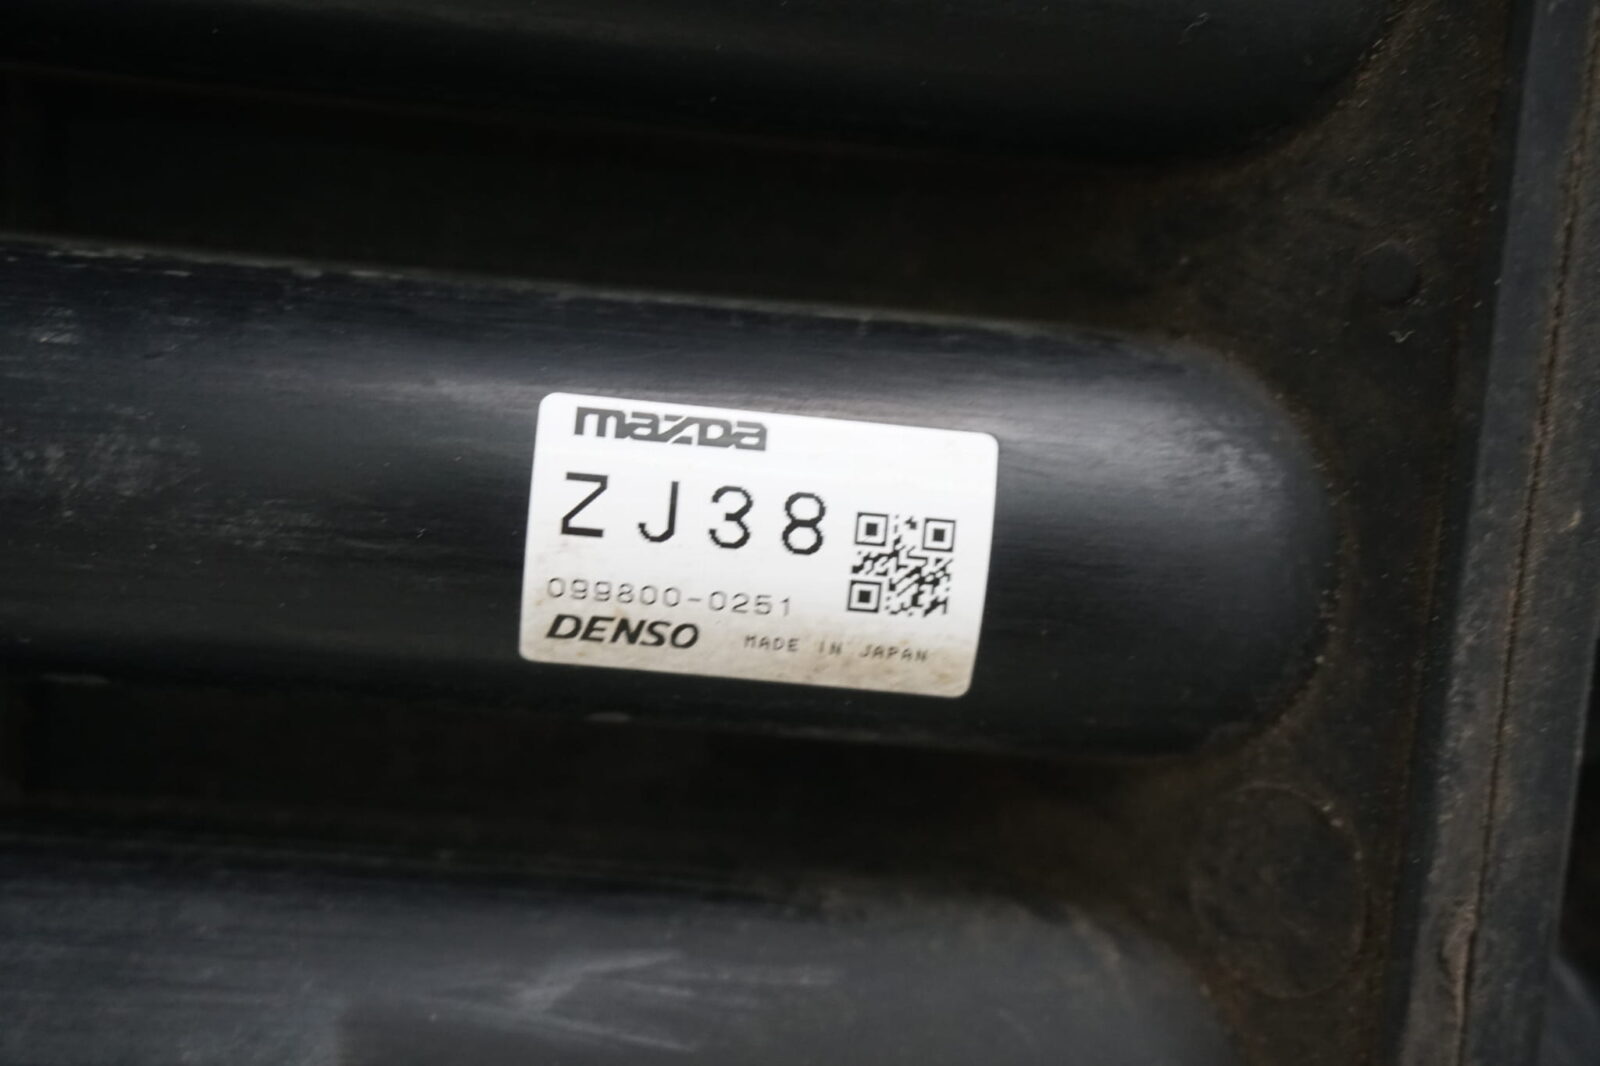 mazda
ZJ38
099800-0251
DENSO MADE IN JAPAN